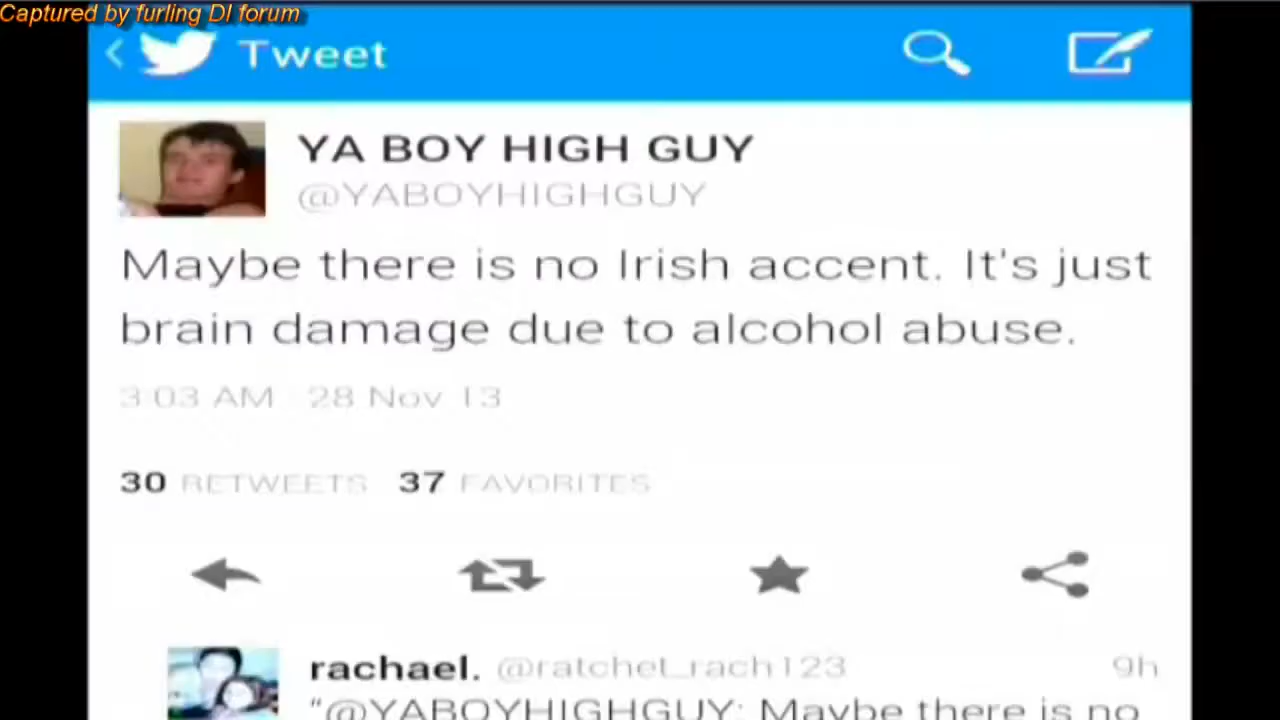 Captured by furling DI forum
Tweet
YA BOY HIGH GUY
@YABOYHIGHGUY
Maybe there is no Irish accent. It's just
brain damage due to alcohol abuse.
3:03 AM · 28 Nov 13
30 RETWEETS 37 FAVORITES
rachael. @ratchet_rach123 9h
"@YABOYHIGHGUY: Maybe there is no